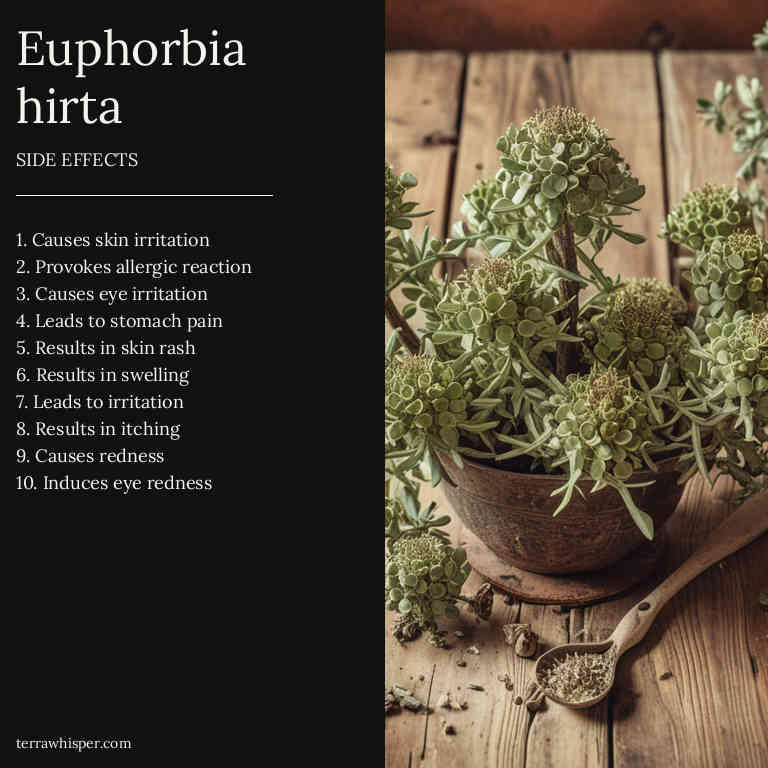 Euphorbia
hirta
SIDE EFFECTS
1. Causes skin irritation
2. Provokes allergic reaction
3. Causes eye irritation
4. Leads to stomach pain
5. Results in skin rash
6. Results in swelling
7. Leads to irritation
8. Results in itching
9. Causes redness
10. Induces eye redness
terrawhisper.com